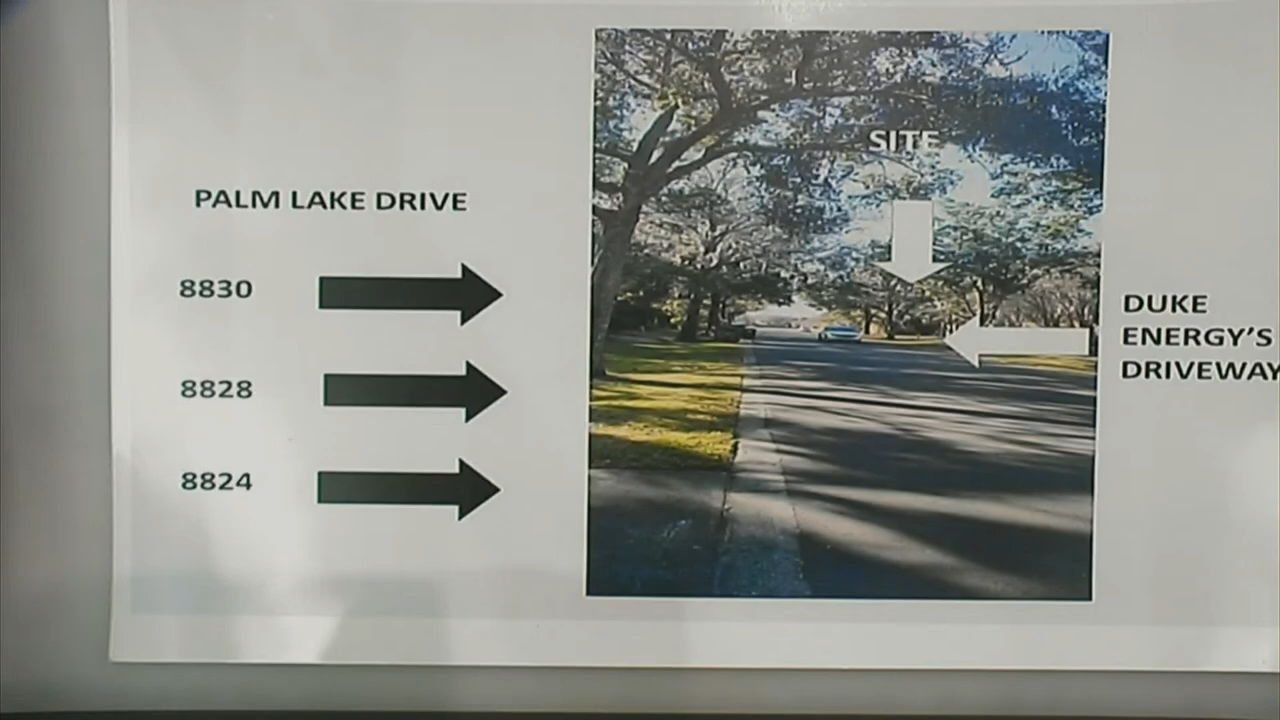 SITE
PALM LAKE DRIVE
8830
8828
8824
DUKE
ENERGY'S
DRIVEWAY